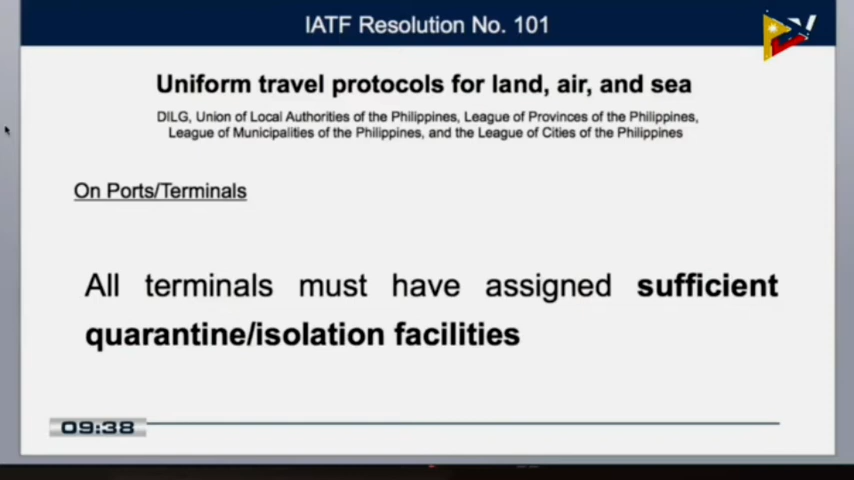 IATF Resolution No. 101
Uniform travel protocols for land, air, and sea
DILG, Union of Local Authorities of the Philippines, League of Provinces of the Philippines,
League of Municipalities of the Philippines, and the League of Cities of the Philippines
On Ports/Terminals
All terminals must have assigned sufficient
quarantine/isolation facilities
09:38